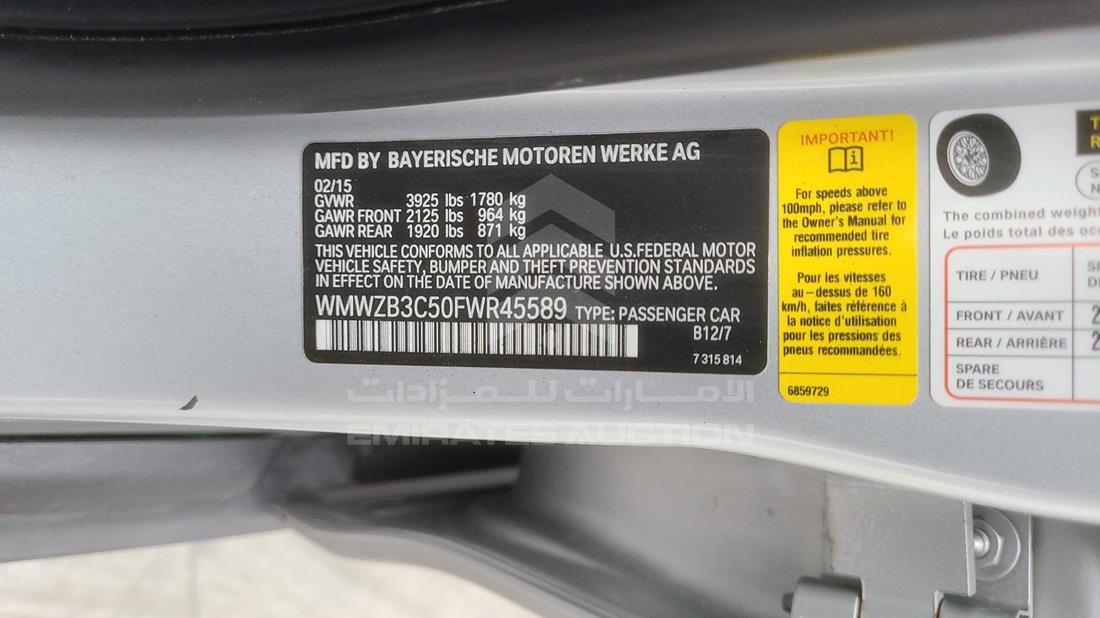 MFD BY BAYERISCHE MOTOREN WERKE AG
02/15
GVWR 3925 lbs 1780 kg
GAWR FRONT 2125 lbs 964 kg
GAWR REAR 1920 lbs 871 kg
THIS VEHICLE CONFORMS TO ALL APPLICABLE U.S.FEDERAL MOTOR
VEHICLE SAFETY, BUMPER AND THEFT PREVENTION STANDARDS
IN EFFECT ON THE DATE OF MANUFACTURE SHOWN ABOVE.
WMWZB3C50FWR45589 TYPE: PASSENGER CAR
B12/7
7 315 814
IMPORTANT!
For speeds above
100mph, please refer to
the Owner's Manual for
recommended tire
inflation pressures.
Pour les vitesses
au-dessus de 160
km/h, faites référence à
la notice d'utilisation
pour les pressions des
pneus recommandées.
6859729
The combined weight
Le poids total des oc
TIRE / PNEU
FRONT / AVANT 2
REAR / ARRIÈRE 2
SPARE
DE SECOURS
الامارات للمزادات
EMIRATES AUCTION